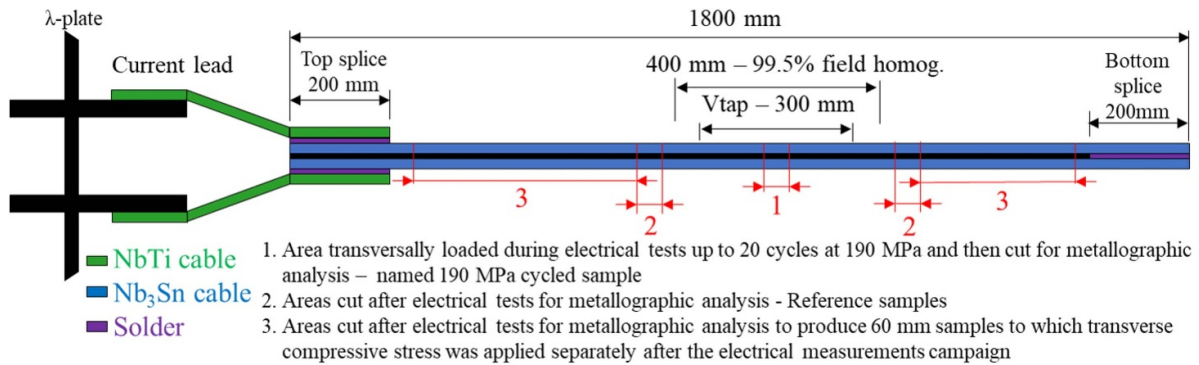 λ-plate
1800 mm
Current lead
Top splice
200 mm
400 mm – 99.5% field homog.
Vtap – 300 mm
Bottom
splice
200mm
3
2
1
2
3
NbTi cable
Nb₃Sn cable
Solder
1. Area transversally loaded during electrical tests up to 20 cycles at 190 MPa and then cut for metallographic
analysis – named 190 MPa cycled sample
2. Areas cut after electrical tests for metallographic analysis - Reference samples
3. Areas cut after electrical tests for metallographic analysis to produce 60 mm samples to which transverse
compressive stress was applied separately after the electrical measurements campaign